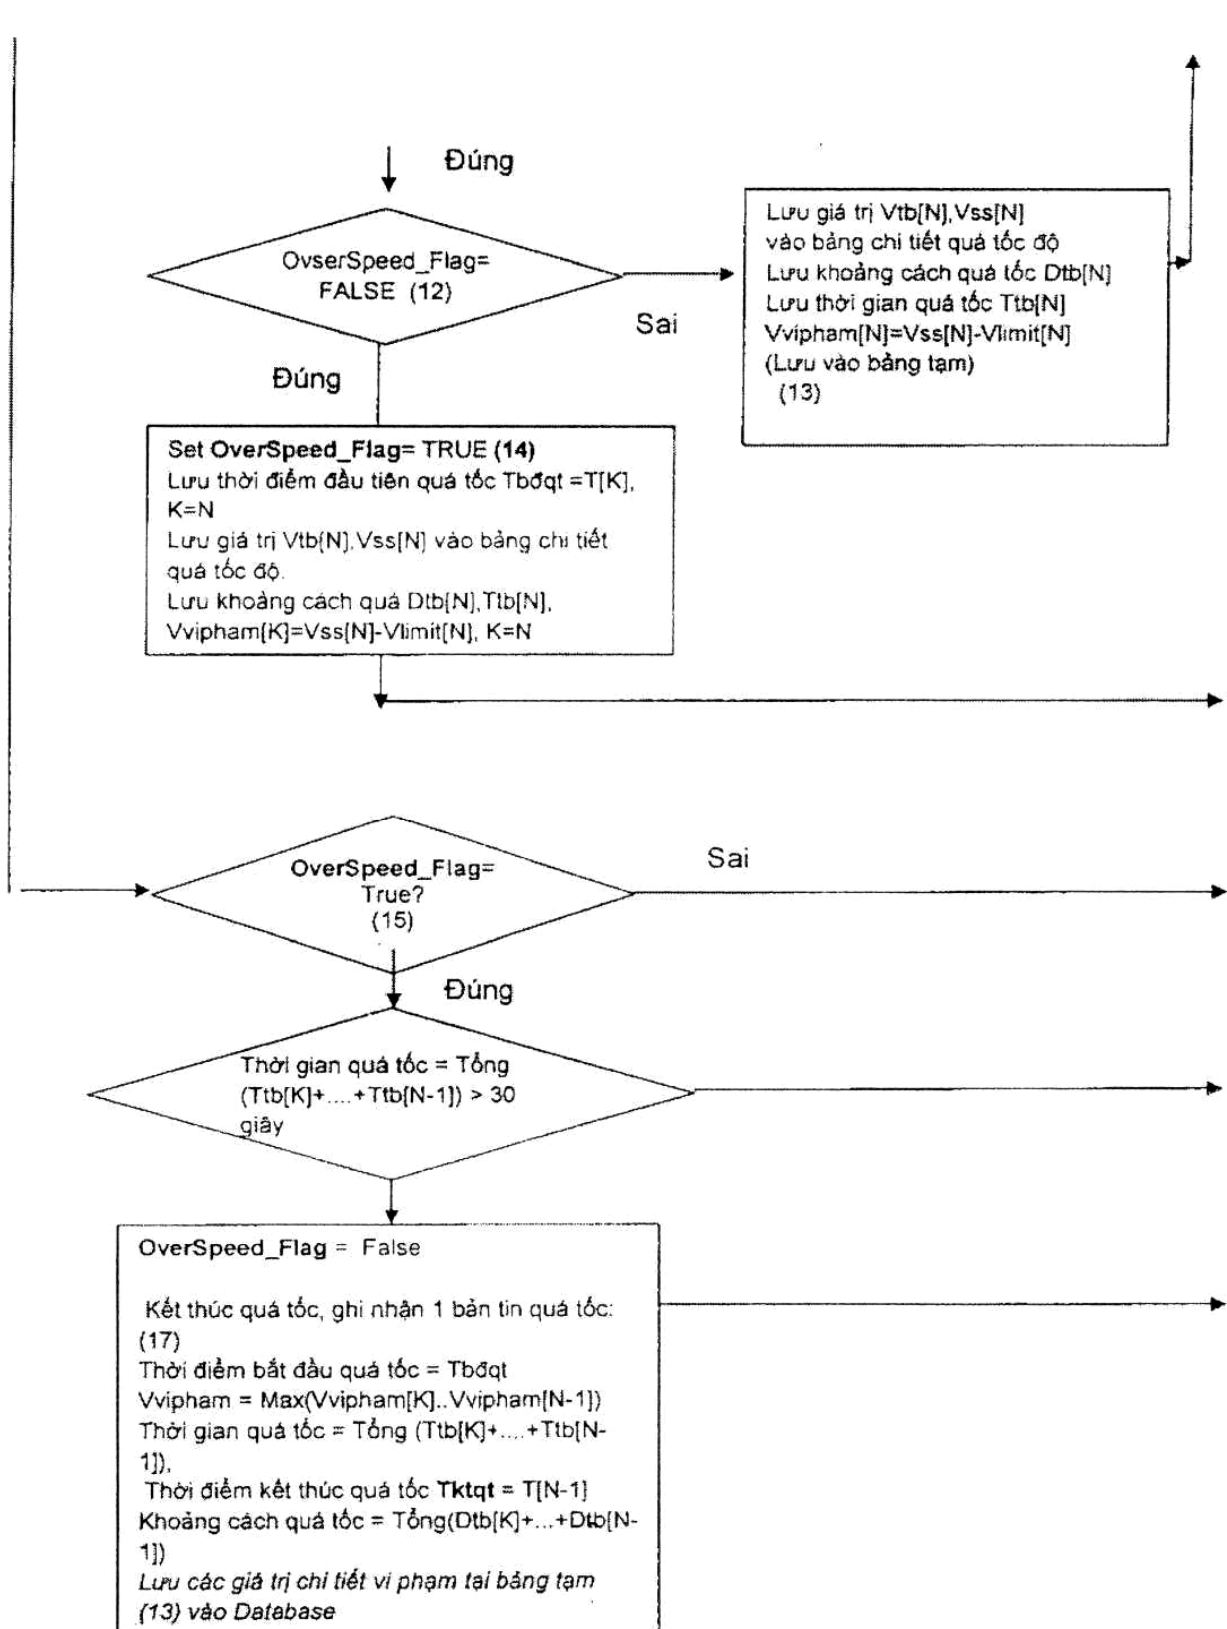 Đúng
OvserSpeed_Flag=
FALSE (12)
Sai
Đúng
Lưu giá trị Vtb[N],Vss[N]
vào bảng chi tiết quá tốc độ
Lưu khoảng cách quá tốc Dtb[N]
Lưu thời gian quá tốc Ttb[N]
Vvipham[N]=Vss[N]-Vlimit[N]
(Lưu vào bảng tạm)
(13)
Set OverSpeed_Flag= TRUE (14)
Lưu thời điểm đầu tiên quá tốc Tbđqt =T[K],
K=N
Lưu giá trị Vtb[N],Vss[N] vào bảng chi tiết
quá tốc độ.
Lưu khoảng cách quá Dtb[N],Ttb[N],
Vvipham[K]=Vss[N]-Vlimit[N], K=N
OverSpeed_Flag=
True?
(15)
Sai
Đúng
Thời gian quá tốc = Tổng
(Ttb[K]+....+Ttb[N-1]) > 30
giây
OverSpeed_Flag = False
Kết thúc quá tốc, ghi nhận 1 bản tin quá tốc:
(17)
Thời điểm bắt đầu quá tốc = Tbđqt
Vvipham = Max(Vvipham[K]..Vvipham[N-1])
Thời gian quá tốc = Tổng (Ttb[K]+....+Ttb[N-
1]),
Thời điểm kết thúc quá tốc Tktqt = T[N-1]
Khoảng cách quá tốc = Tổng(Dtb[K]+...+Dtb[N-
1])
Lưu các giá trị chi tiết vi phạm tại bảng tạm
(13) vào Database